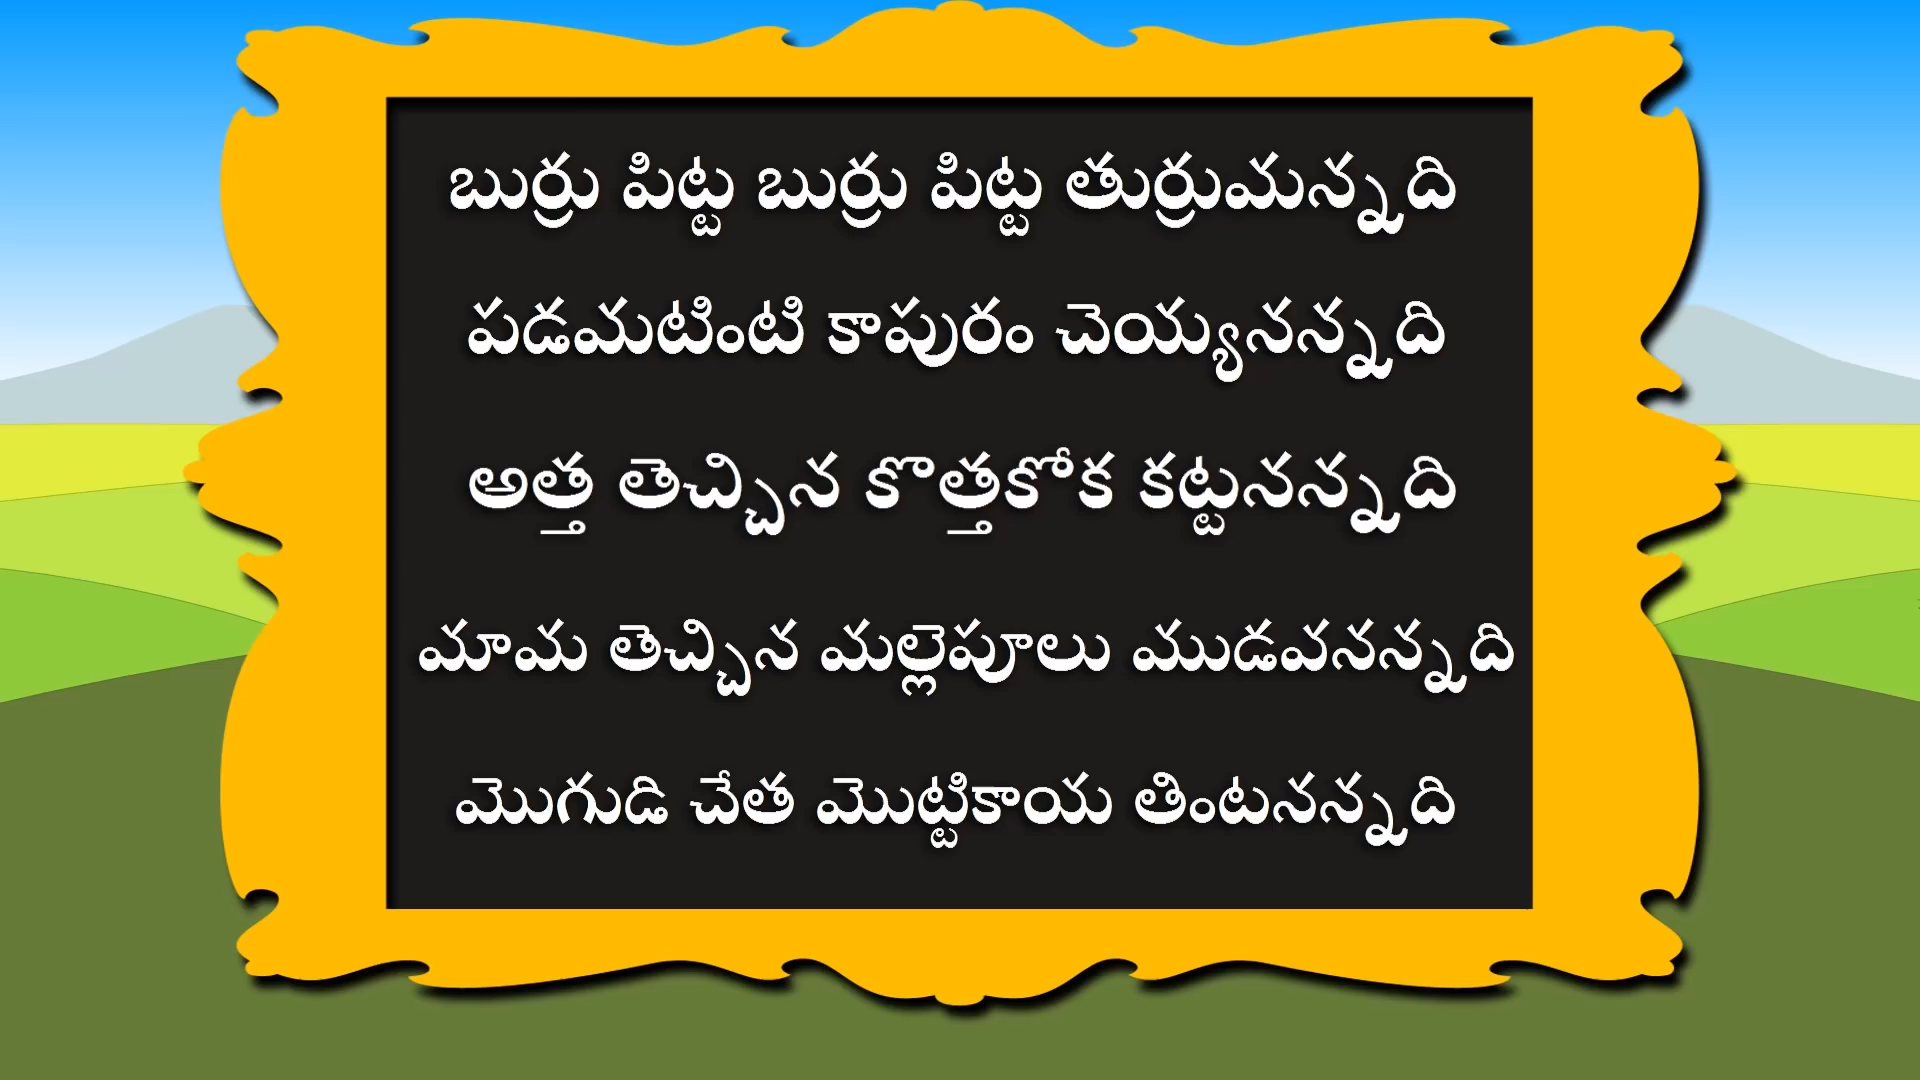 బుర్రు పిట్ట బుర్రు పిట్ట తుర్రుమన్నది
పడమటింటి కాపురం చెయ్యనన్నది
అత్త తెచ్చిన కొత్తకోక కట్టనన్నది
మామ తెచ్చిన మల్లెపూలు ముడవనన్నది
మొగుడి చేత మొట్టికాయ తింటనన్నది